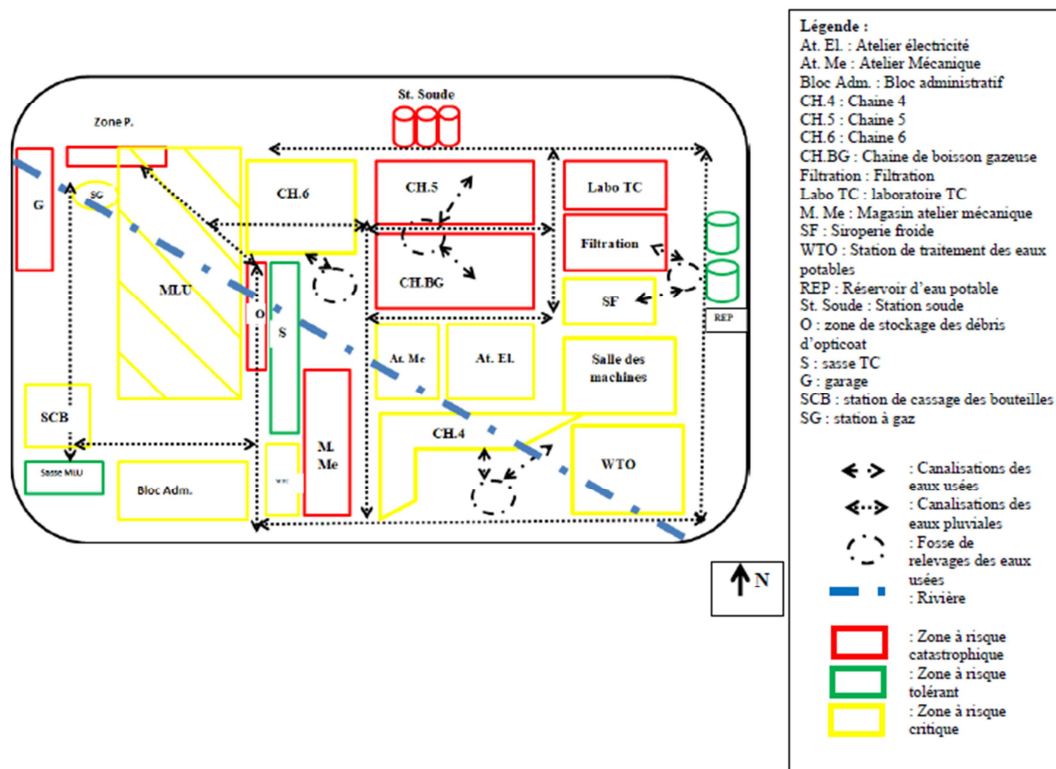 St. Soude
Zone P.
G
SG
CH.6
CH.5
Labo TC
Filtration
CH.BG
MLU
O
S
SF
REP
At. Me
At. El.
Salle des
machines
SCB
M.
Me
CH.4
WTO
Sasse MLU
Bloc Adm.
N
Légende :
At. El. : Atelier électricité
At. Me : Atelier Mécanique
Bloc Adm. : Bloc administratif
CH.4 : Chaine 4
CH.5 : Chaine 5
CH.6 : Chaine 6
CH.BG : Chaine de boisson gazeuse
Filtration : Filtration
Labo TC : laboratoire TC
M. Me : Magasin atelier mécanique
SF : Siroperie froide
WTO : Station de traitement des eaux
potables
REP : Réservoir d’eau potable
St. Soude : Station soude
O : zone de stockage des débris
d’opticoat
S : sasse TC
G : garage
SCB : station de cassage des bouteilles
SG : station à gaz
: Canalisations des
eaux usées
: Canalisations des
eaux pluviales
: Fosse de
relevages des eaux
usées
: Rivière
: Zone à risque
catastrophique
: Zone à risque
tolérant
: Zone à risque
critique